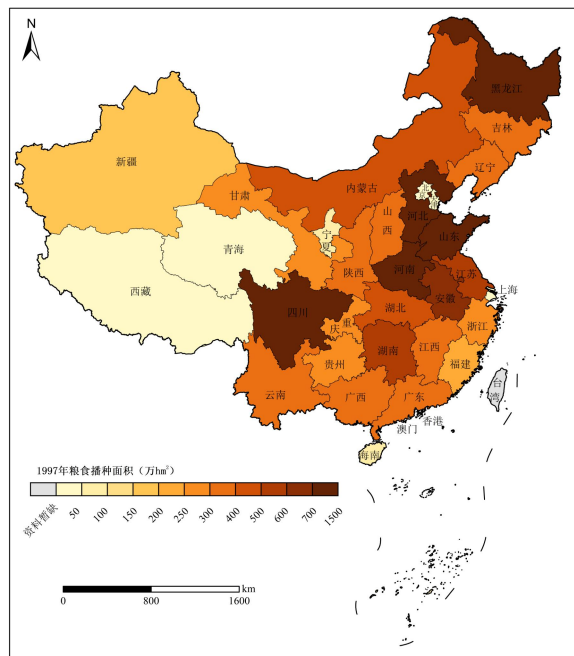 N
黑龙江
吉林
辽宁
新疆
甘肃
内蒙古
北京
天津
河北
山西
宁夏
山东
青海
陕西
河南
江苏
西藏
安徽
上海
四川
湖北
重庆
浙江
湖南
江西
贵州
福建
云南
广西
广东
台湾
香港
澳门
海南
1997年粮食播种面积(万hm²)
资料暂缺 50 100 150 200 250 300 400 500 600 700 1500
km
0 800 1600